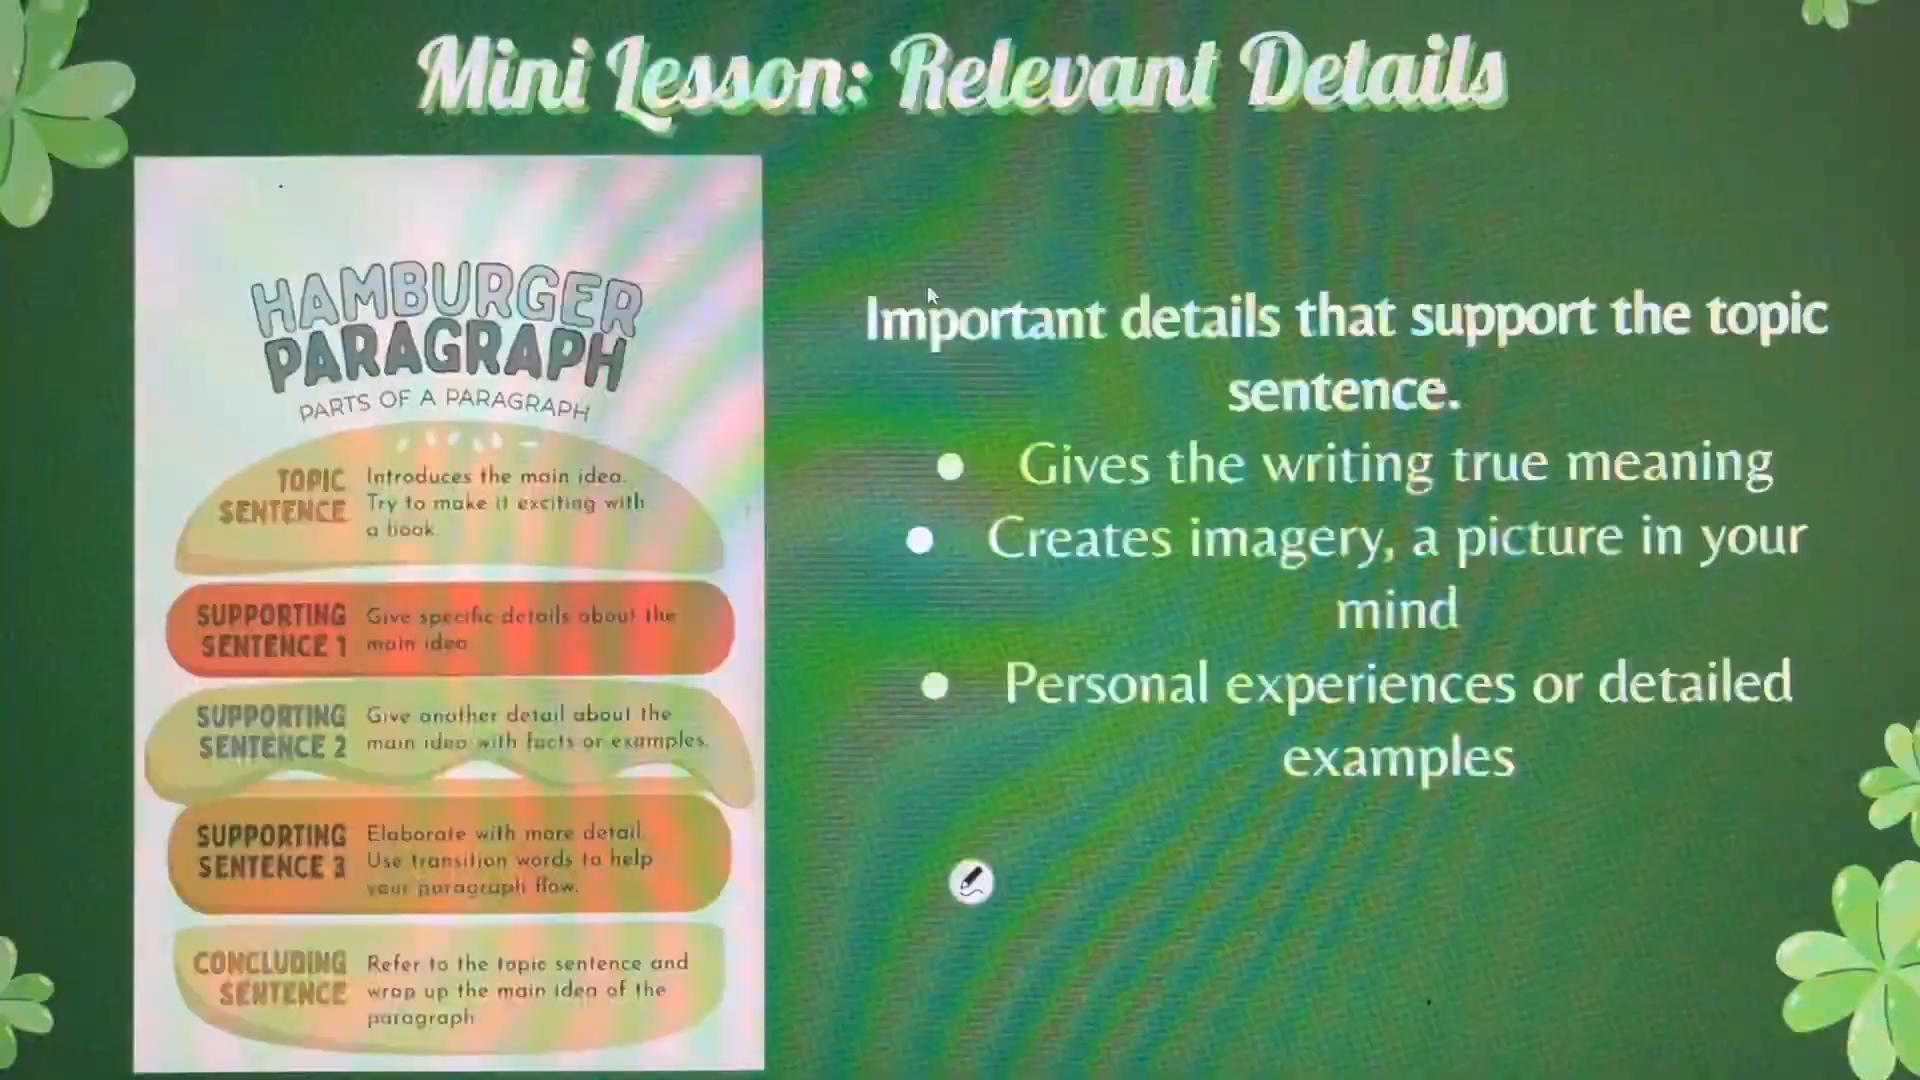 Mini Lesson: Relevant Details
HAMBURGER
PARAGRAPH
PARTS OF A PARAGRAPH
TOPIC
SENTENCE
Introduces the main idea.
Try to make it exciting with
a hook.
SUPPORTING
SENTENCE 1
Give specific details about the
main idea
SUPPORTING
SENTENCE 2
Give another detail about the
main idea with facts or examples.
SUPPORTING
SENTENCE 3
Elaborate with more detail.
Use transition words to help
your paragraph flow.
CONCLUDING
SENTENCE
Refer to the topic sentence and
wrap up the main idea of the
paragraph
Important details that support the topic
sentence.
● Gives the writing true meaning
● Creates imagery, a picture in your
mind
● Personal experiences or detailed
examples